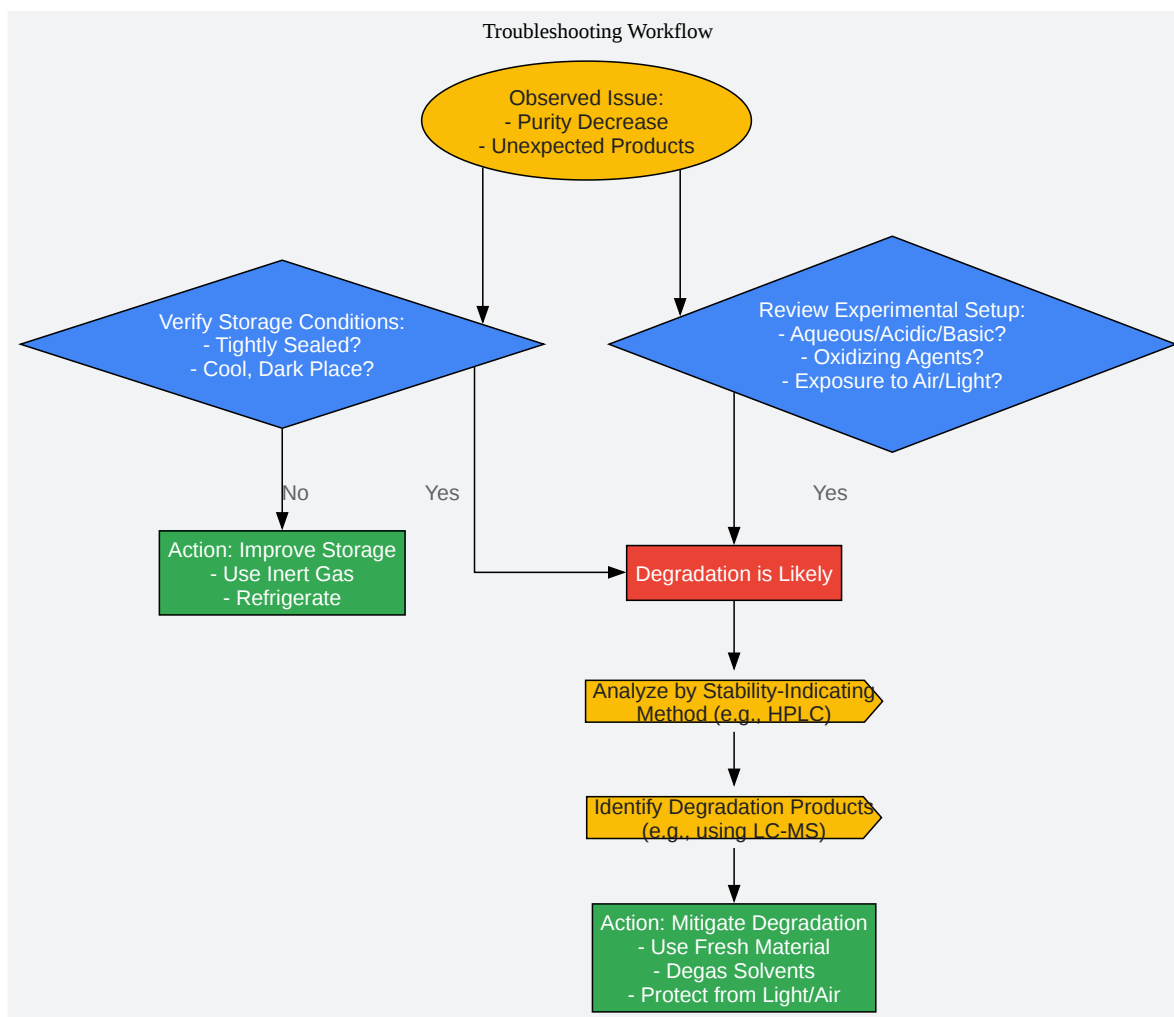 Troubleshooting Workflow
Observed Issue:
- Purity Decrease
- Unexpected Products
Verify Storage Conditions:
- Tightly Sealed?
- Cool, Dark Place?
Review Experimental Setup:
- Aqueous/Acidic/Basic?
- Oxidizing Agents?
- Exposure to Air/Light?
No
Yes
Yes
Action: Improve Storage
- Use Inert Gas
- Refrigerate
Degradation is Likely
Analyze by Stability-Indicating
Method (e.g., HPLC)
Identify Degradation Products
(e.g., using LC-MS)
Action: Mitigate Degradation
- Use Fresh Material
- Degas Solvents
- Protect from Light/Air